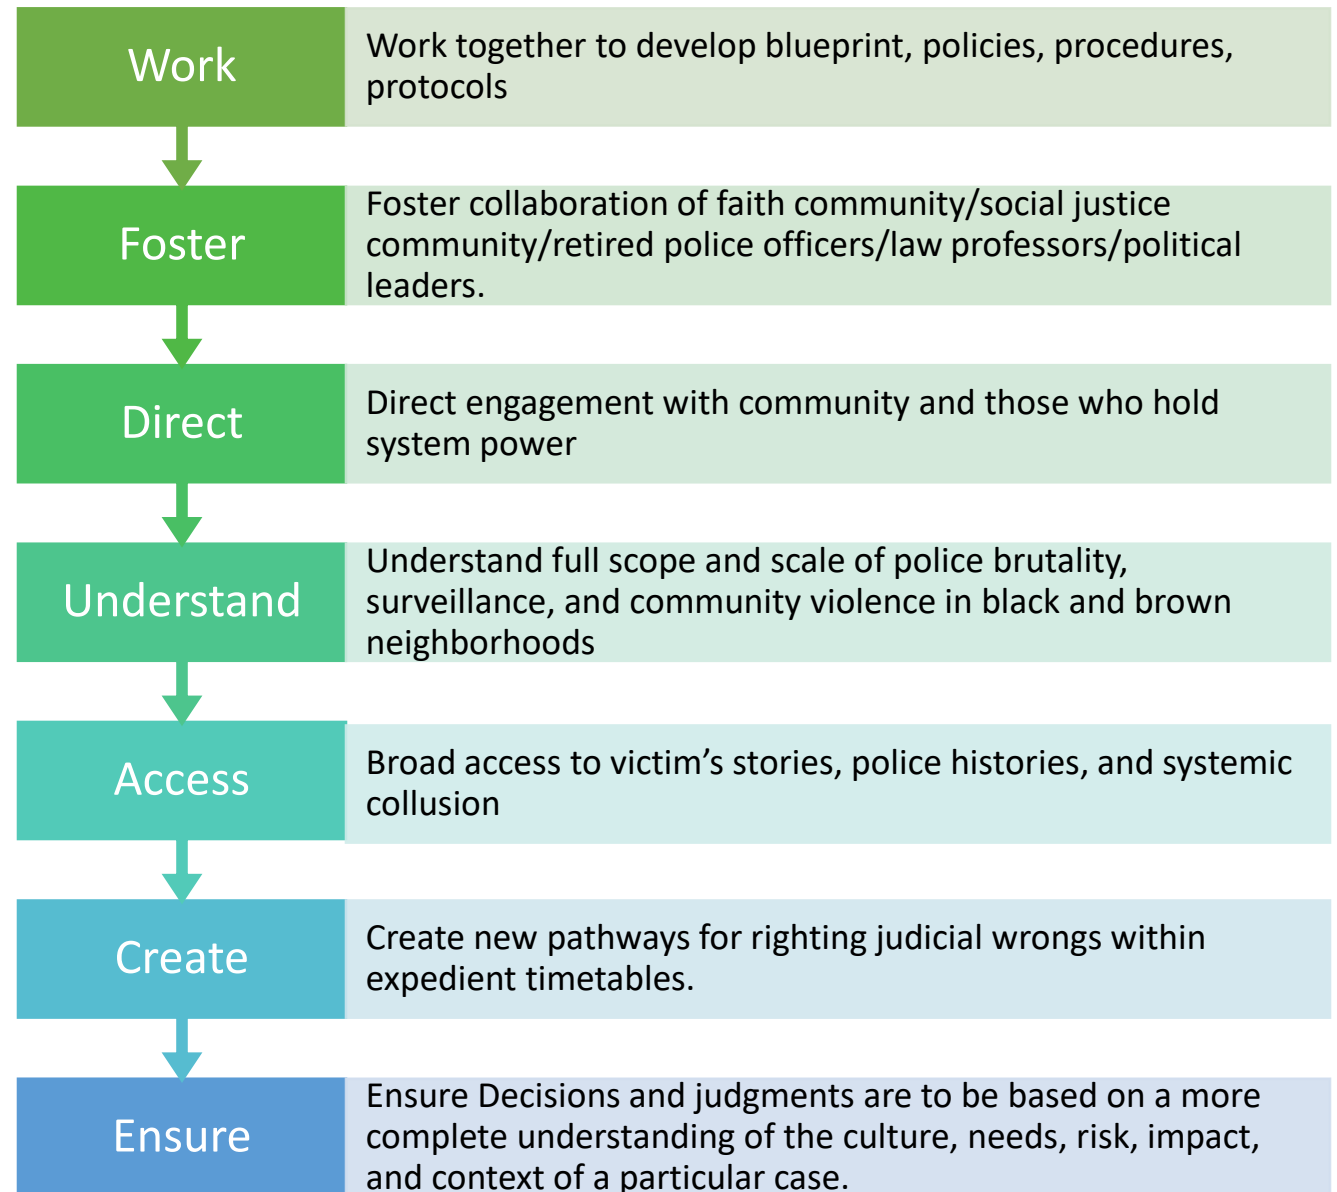 Work
Work together to develop blueprint, policies, procedures,
protocols
Foster
Foster collaboration of faith community/social justice
community/retired police officers/law professors/political
leaders.
Direct
Direct engagement with community and those who hold
system power
Understand
Understand full scope and scale of police brutality,
surveillance, and community violence in black and brown
neighborhoods
Access
Broad access to victim’s stories, police histories, and systemic
collusion
Create
Create new pathways for righting judicial wrongs within
expedient timetables.
Ensure
Ensure Decisions and judgments are to be based on a more
complete understanding of the culture, needs, risk, impact,
and context of a particular case.